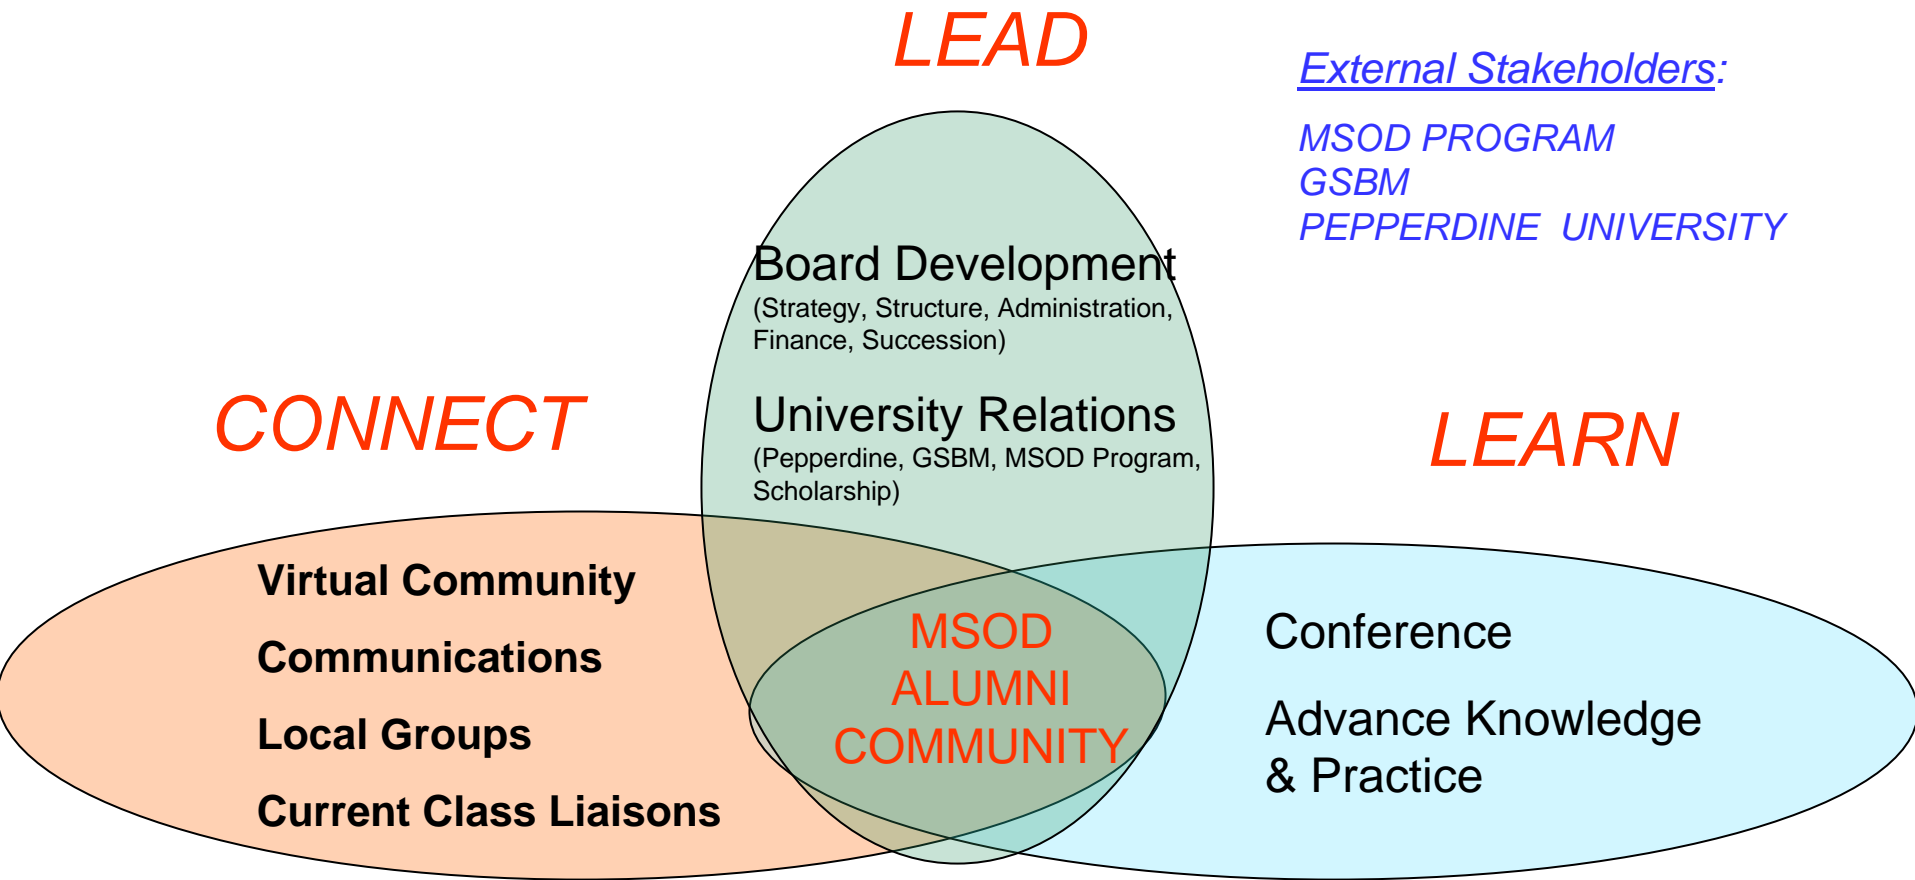 LEAD
External Stakeholders:
MSOD PROGRAM
GSBM
PEPPERDINE UNIVERSITY
Board Development
(Strategy, Structure, Administration,
Finance, Succession)
University Relations
(Pepperdine, GSBM, MSOD Program,
Scholarship)
CONNECT
Virtual Community
Communications
Local Groups
Current Class Liaisons
MSOD
ALUMNI
COMMUNITY
LEARN
Conference
Advance Knowledge
& Practice